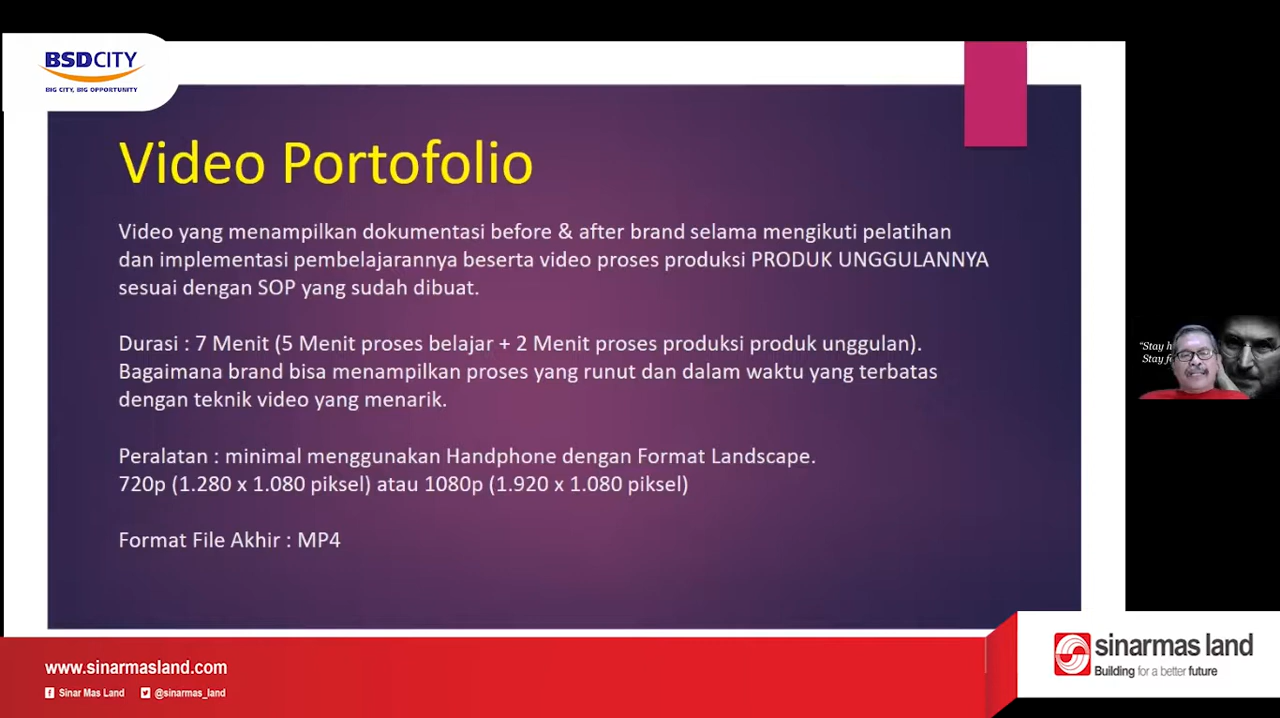 BSDCITY
BIG CITY, BIG OPPORTUNITY
Video Portofolio
Video yang menampilkan dokumentasi before & after brand selama mengikuti pelatihan
dan implementasi pembelajarannya beserta video proses produksi PRODUK UNGGULANNYA
sesuai dengan SOP yang sudah dibuat.
Durasi : 7 Menit (5 Menit proses belajar + 2 Menit proses produksi produk unggulan).
Bagaimana brand bisa menampilkan proses yang runut dan dalam waktu yang terbatas
dengan teknik video yang menarik.
Peralatan : minimal menggunakan Handphone dengan Format Landscape.
720p (1.280 x 1.080 piksel) atau 1080p (1.920 x 1.080 piksel)
Format File Akhir : MP4
"Stay
Stay
www.sinarmasland.com
Sinar Mas Land
@sinarmas_land
sinarmas land
Building for a better future